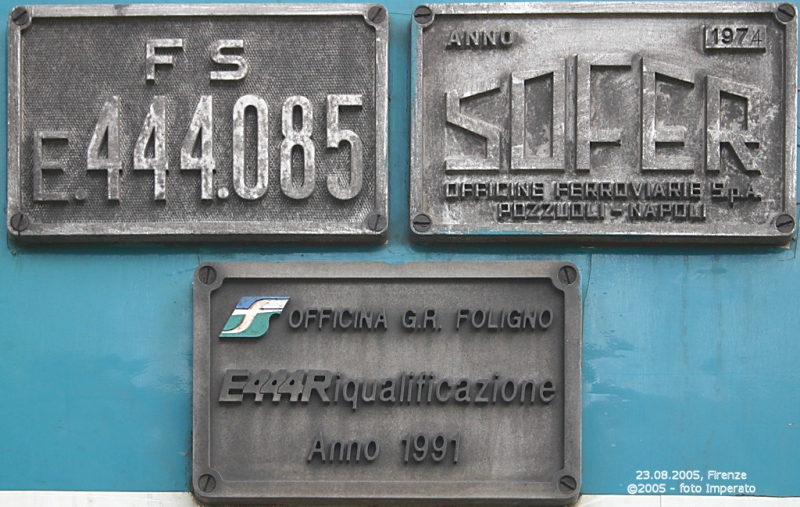 FS
E.444.085
ANNO 1974
SOFER
OFFICINE FERROVIARIE S.p.A.
POZZUOLI - NAPOLI
OFFICINA G.R. FOLIGNO
E444Riqualificazione
Anno 1991
23.08.2005, Firenze
©2005 - foto Imperato